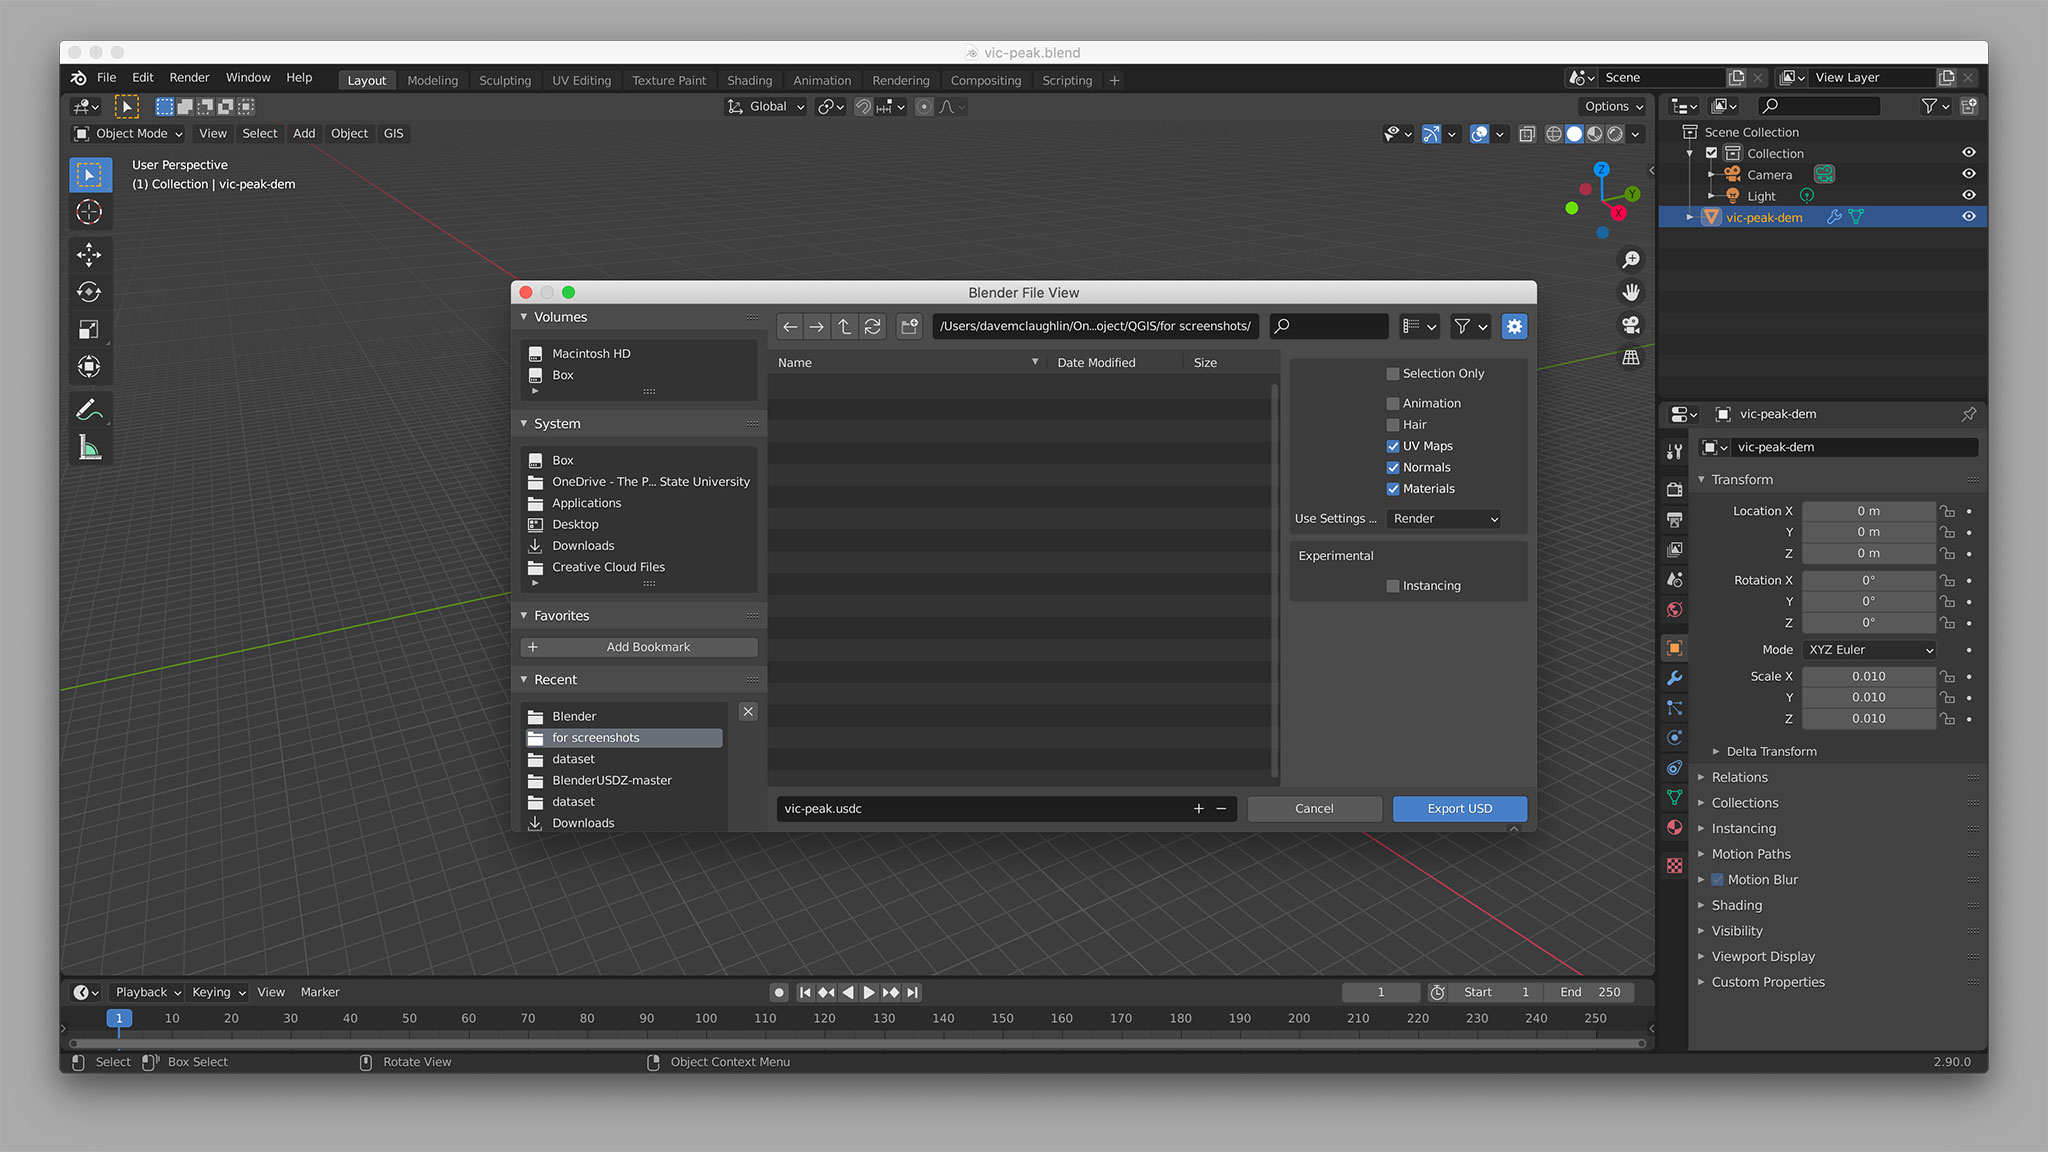 vic-peak.blend
File Edit Render Window Help Layout Modeling Sculpting UV Editing Texture Paint Shading Animation Rendering Compositing Scripting + Scene View Layer
Global Options
Object Mode View Select Add Object GIS
User Perspective
(1) Collection | vic-peak-dem
Z
Y
X
Scene Collection
Collection
Camera
Light
vic-peak-dem
Blender File View
Volumes
Macintosh HD
Box
System
Box
OneDrive - The P... State University
Applications
Desktop
Downloads
Creative Cloud Files
Favorites
+ Add Bookmark
Recent
Blender
for screenshots
dataset
BlenderUSDZ-master
dataset
Downloads
/Users/davemclaughlin/On...oject/QGIS/for screenshots/
Name Date Modified Size
Selection Only
Animation
Hair
UV Maps
Normals
Materials
Use Settings ... Render
Experimental
Instancing
vic-peak.usdc + − Cancel Export USD
vic-peak-dem
vic-peak-dem
Transform
Location X 0 m
Y 0 m
Z 0 m
Rotation X 0°
Y 0°
Z 0°
Mode XYZ Euler
Scale X 0.010
Y 0.010
Z 0.010
Delta Transform
Relations
Collections
Instancing
Motion Paths
Motion Blur
Shading
Visibility
Viewport Display
Custom Properties
Playback Keying View Marker 1 Start 1 End 250
1 10 20 30 40 50 60 70 80 90 100 110 120 130 140 150 160 170 180 190 200 210 220 230 240 250
Select Box Select Rotate View Object Context Menu 2.90.0